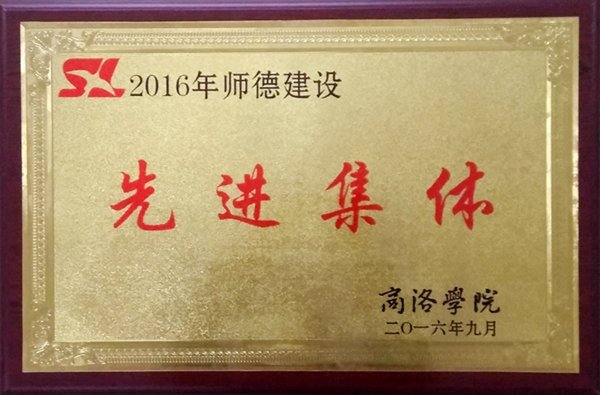 2016年师德建设
先进集体
商洛學院
二〇一六年九月